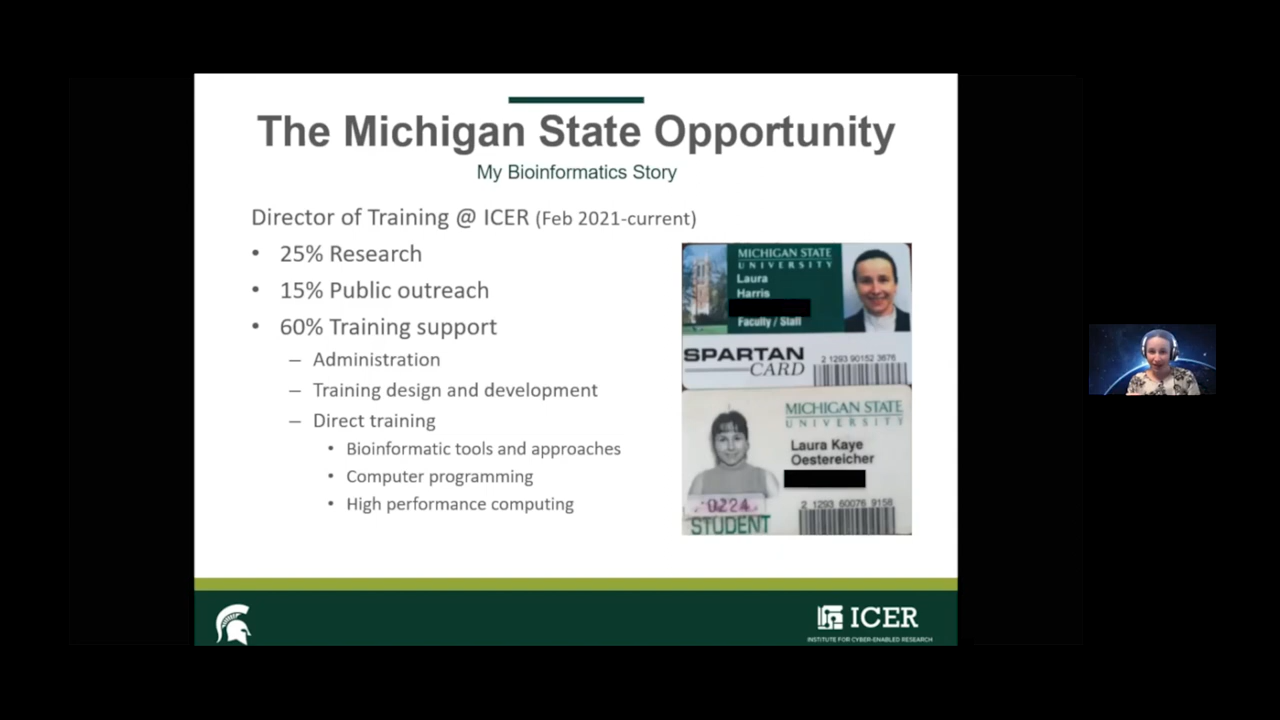 The Michigan State Opportunity
My Bioinformatics Story
Director of Training @ ICER (Feb 2021-current)
• 25% Research
• 15% Public outreach
• 60% Training support
– Administration
– Training design and development
– Direct training
• Bioinformatic tools and approaches
• Computer programming
• High performance computing
MICHIGAN STATE
UNIVERSITY
Laura
Harris
Faculty / Staff
SPARTAN
CARD
2 1293 90152 3676
MICHIGAN STATE
UNIVERSITY
Laura Kaye
Oestereicher
0224
STUDENT
2 1293 60076 9158
ICER
INSTITUTE FOR CYBER-ENABLED RESEARCH